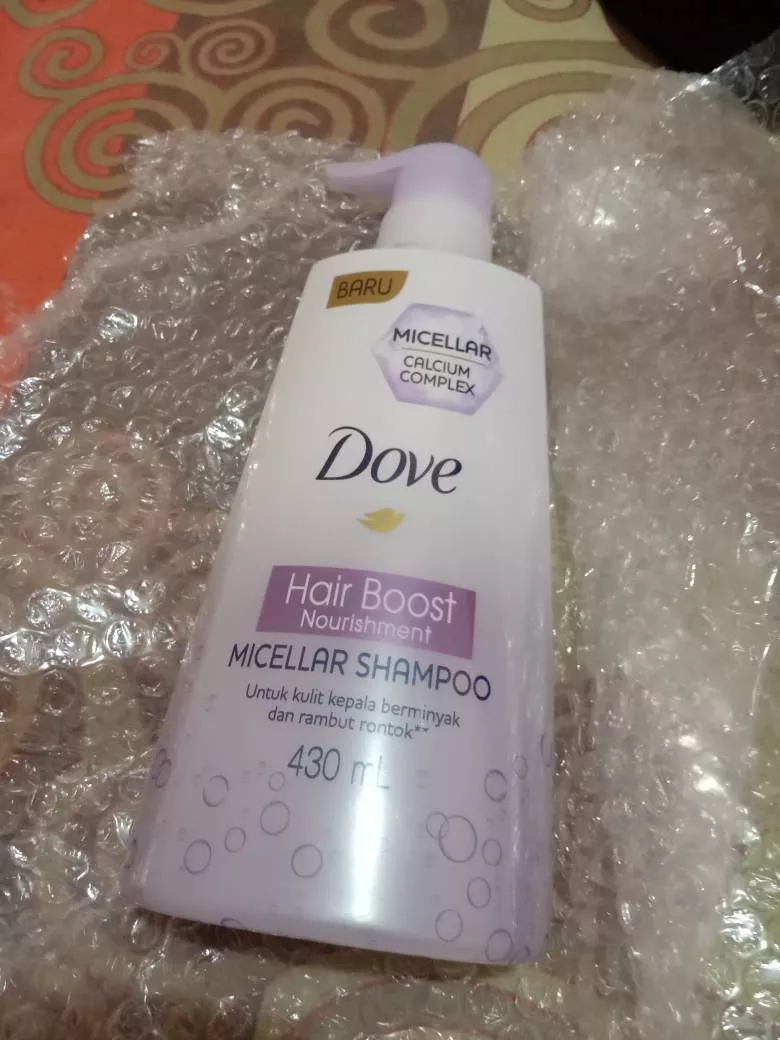 BARU
MICELLAR
CALCIUM
COMPLEX
Dove
Hair Boost
Nourishment
MICELLAR SHAMPOO
Untuk kulit kepala berminyak
dan rambut rontok**
430 mL